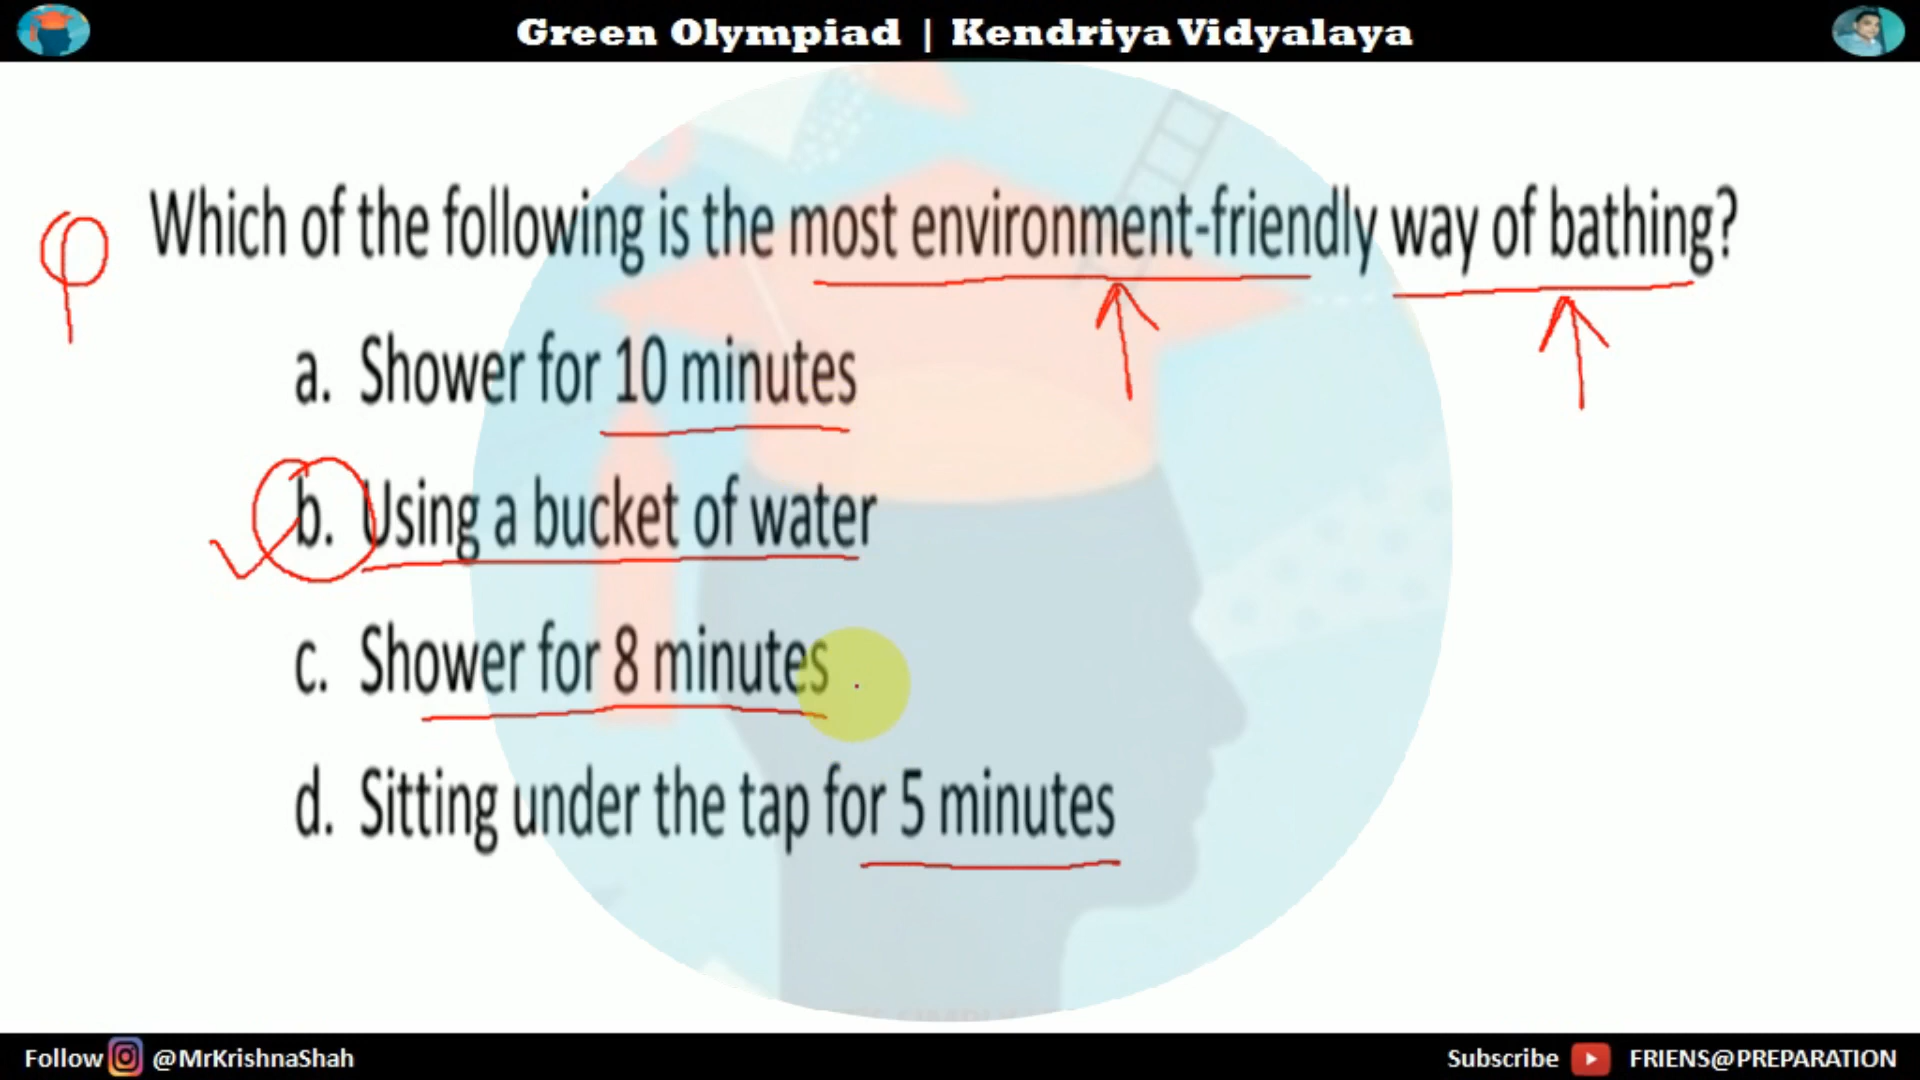 Green Olympiad | Kendriya Vidyalaya
Which of the following is the most environment-friendly way of bathing?
a. Shower for 10 minutes
b. Using a bucket of water
c. Shower for 8 minutes
d. Sitting under the tap for 5 minutes
Follow @MrKrishnaShah
Subscribe FRIENS@PREPARATION